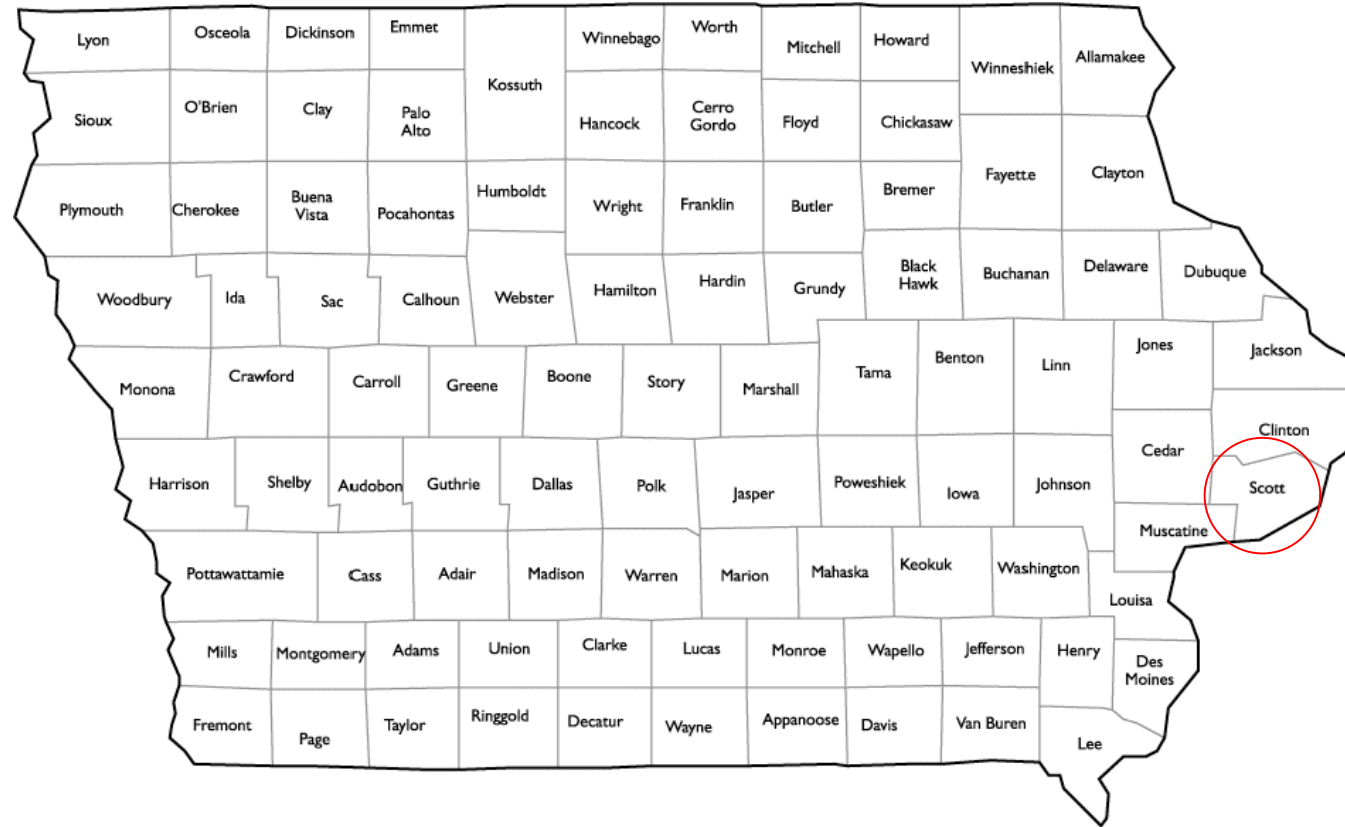 Lyon
Osceola
Dickinson
Emmet
Kossuth
Winnebago
Worth
Mitchell
Howard
Winneshiek
Allamakee
Sioux
O'Brien
Clay
Palo
Alto
Hancock
Cerro
Gordo
Floyd
Chickasaw
Fayette
Clayton
Plymouth
Cherokee
Buena
Vista
Pocahontas
Humboldt
Wright
Franklin
Butler
Bremer
Woodbury
Ida
Sac
Calhoun
Webster
Hamilton
Hardin
Grundy
Black
Hawk
Buchanan
Delaware
Dubuque
Monona
Crawford
Carroll
Greene
Boone
Story
Marshall
Tama
Benton
Linn
Jones
Jackson
Clinton
Harrison
Shelby
Audobon
Guthrie
Dallas
Polk
Jasper
Poweshiek
Iowa
Johnson
Cedar
Scott
Muscatine
Pottawattamie
Cass
Adair
Madison
Warren
Marion
Mahaska
Keokuk
Washington
Louisa
Mills
Montgomery
Adams
Union
Clarke
Lucas
Monroe
Wapello
Jefferson
Henry
Des
Moines
Fremont
Page
Taylor
Ringgold
Decatur
Wayne
Appanoose
Davis
Van Buren
Lee